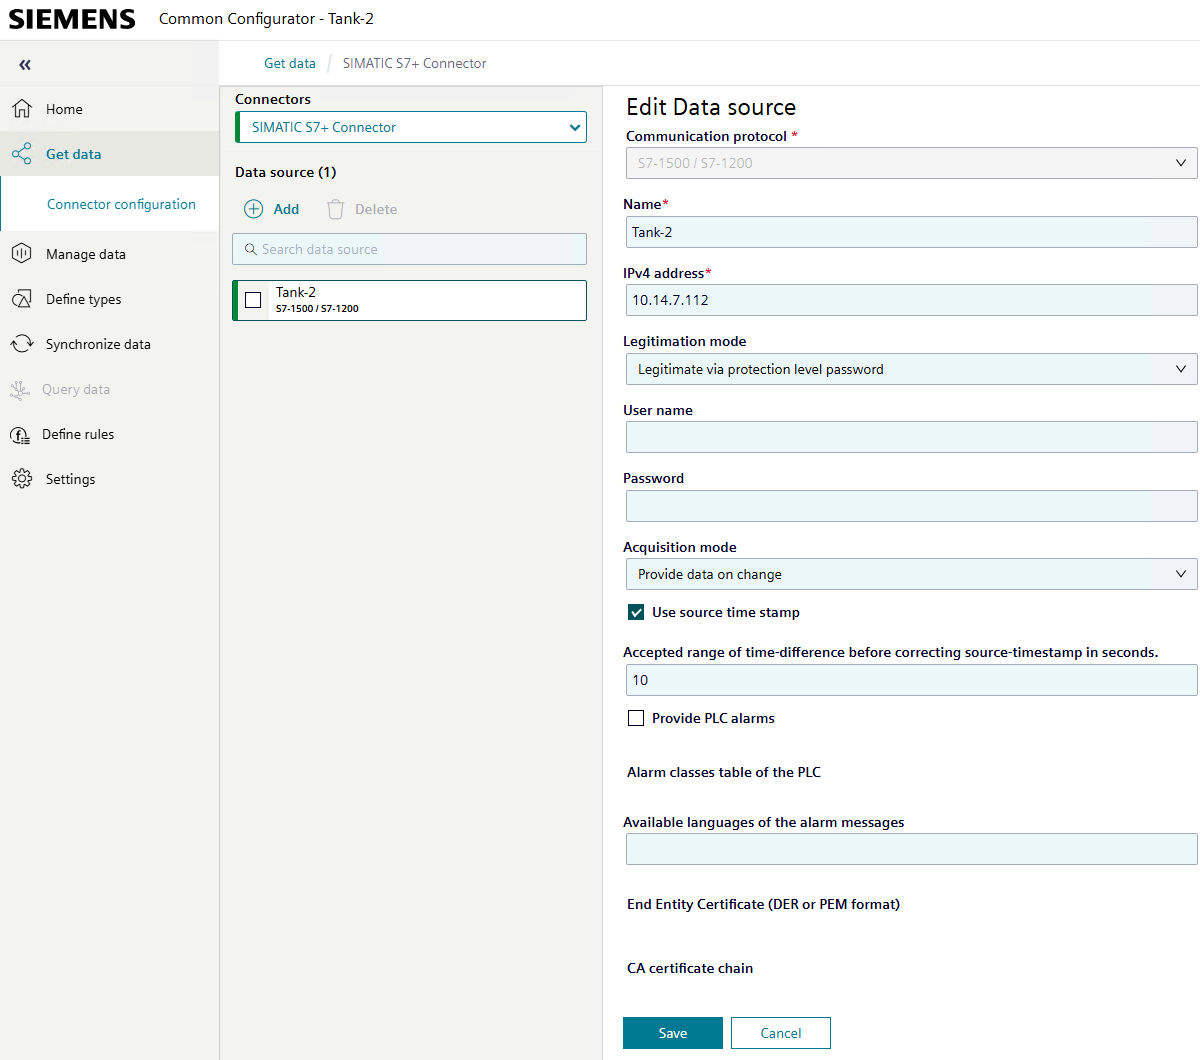 SIEMENS Common Configurator - Tank-2
«
Get data / SIMATIC S7+ Connector
Home
Get data
Connector configuration
Manage data
Define types
Synchronize data
Query data
Define rules
Settings
Connectors
SIMATIC S7+ Connector
Data source (1)
Add Delete
Search data source
Tank-2
S7-1500 / S7-1200
Edit Data source
Communication protocol *
S7-1500 / S7-1200
Name*
Tank-2
IPv4 address*
10.14.7.112
Legitimation mode
Legitimate via protection level password
User name
Password
Acquisition mode
Provide data on change
Use source time stamp
Accepted range of time-difference before correcting source-timestamp in seconds.
10
Provide PLC alarms
Alarm classes table of the PLC
Available languages of the alarm messages
End Entity Certificate (DER or PEM format)
CA certificate chain
Save Cancel